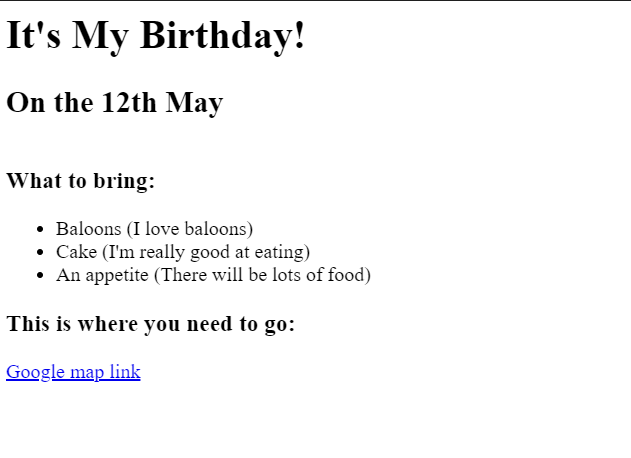 It's My Birthday!
On the 12th May
What to bring:
Baloons (I love baloons)
Cake (I'm really good at eating)
An appetite (There will be lots of food)
This is where you need to go:
Google map link